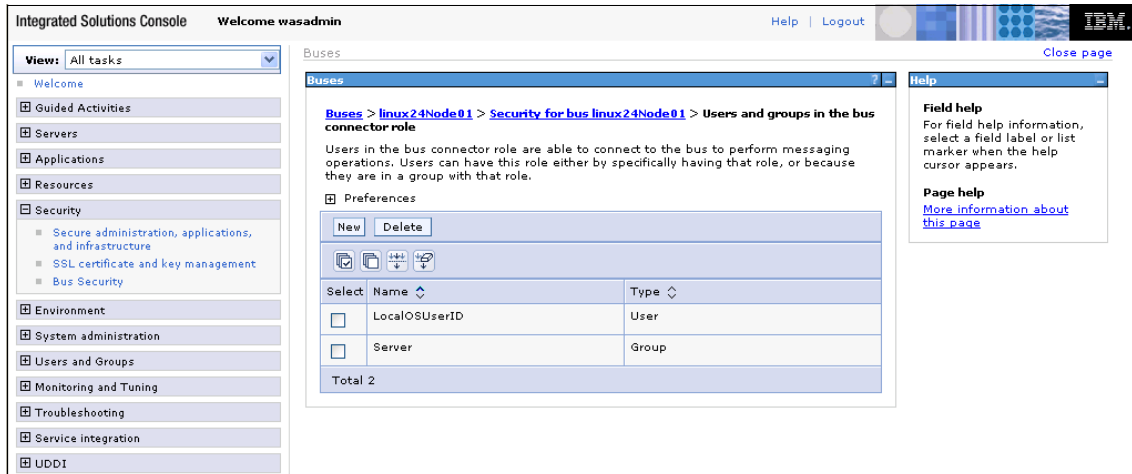 Integrated Solutions Console Welcome wasadmin Help | Logout IBM.
View: All tasks
Welcome
Guided Activities
Servers
Applications
Resources
Security
Secure administration, applications,
and infrastructure
SSL certificate and key management
Bus Security
Environment
System administration
Users and Groups
Monitoring and Tuning
Troubleshooting
Service integration
UDDI
Buses Close page
Buses ? -
Buses > linux24Node01 > Security for bus linux24Node01 > Users and groups in the bus
connector role
Users in the bus connector role are able to connect to the bus to perform messaging
operations. Users can have this role either by specifically having that role, or because
they are in a group with that role.
Preferences
New Delete
Select Name Type
LocalOSUserID User
Server Group
Total 2
Help -
Field help
For field help information,
select a field label or list
marker when the help
cursor appears.
Page help
More information about
this page